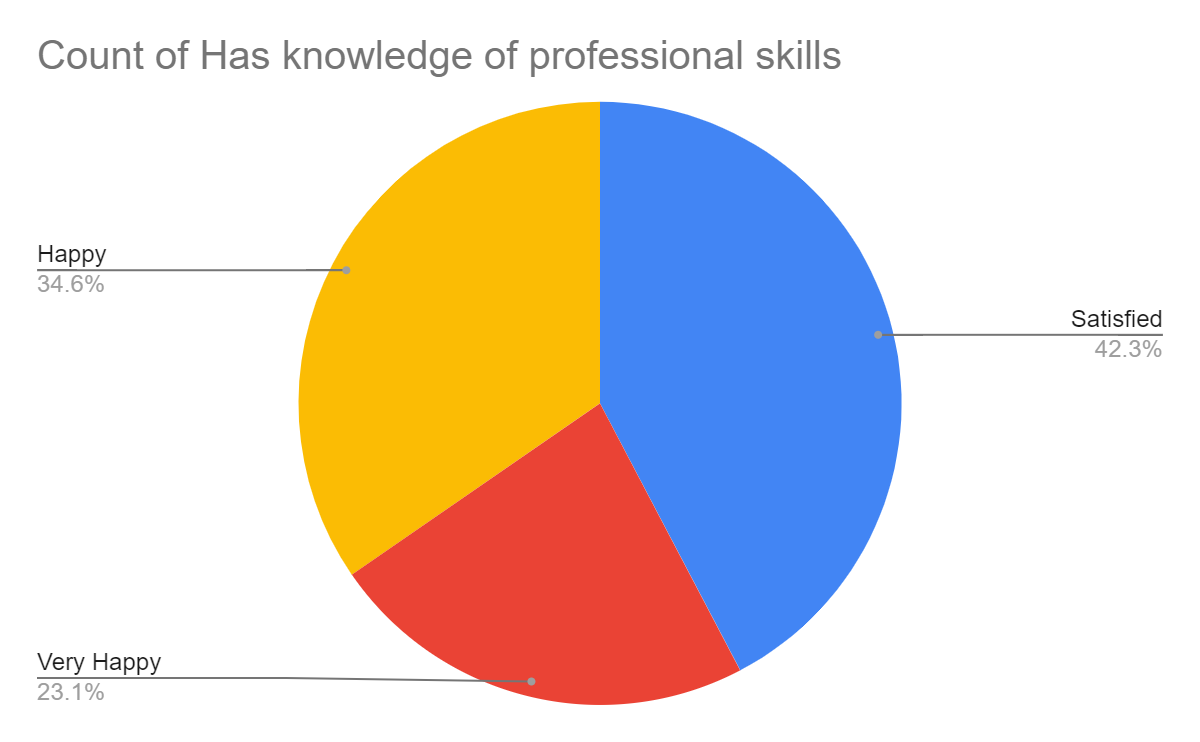 Count of Has knowledge of professional skills
Happy
34.6%
Satisfied
42.3%
Very Happy
23.1%